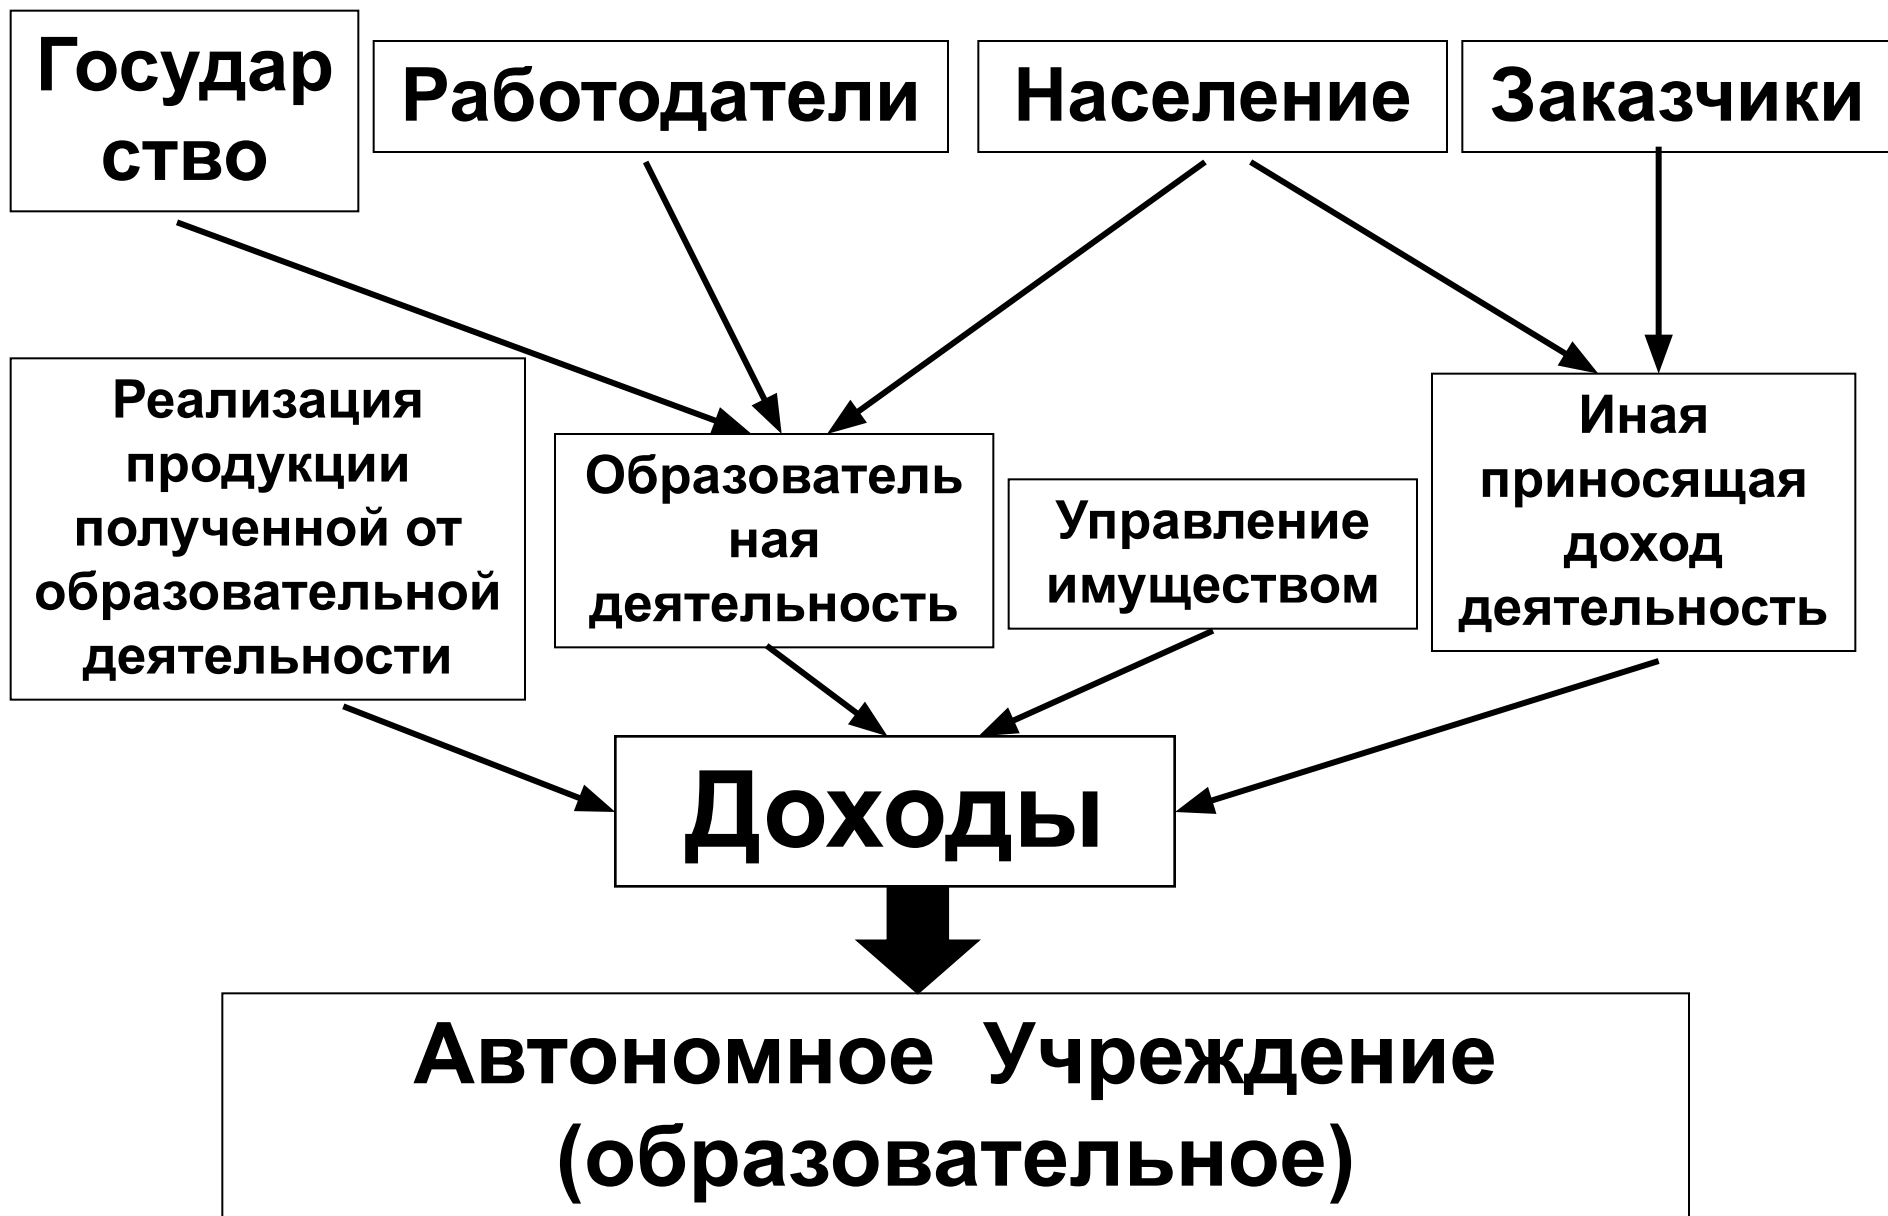 Государ
ство
Работодатели
Население
Заказчики
Реализация
продукции
полученной от
образовательной
деятельности
Образователь
ная
деятельность
Управление
имуществом
Иная
приносящая
доход
деятельность
Доходы
Автономное Учреждение
(образовательное)